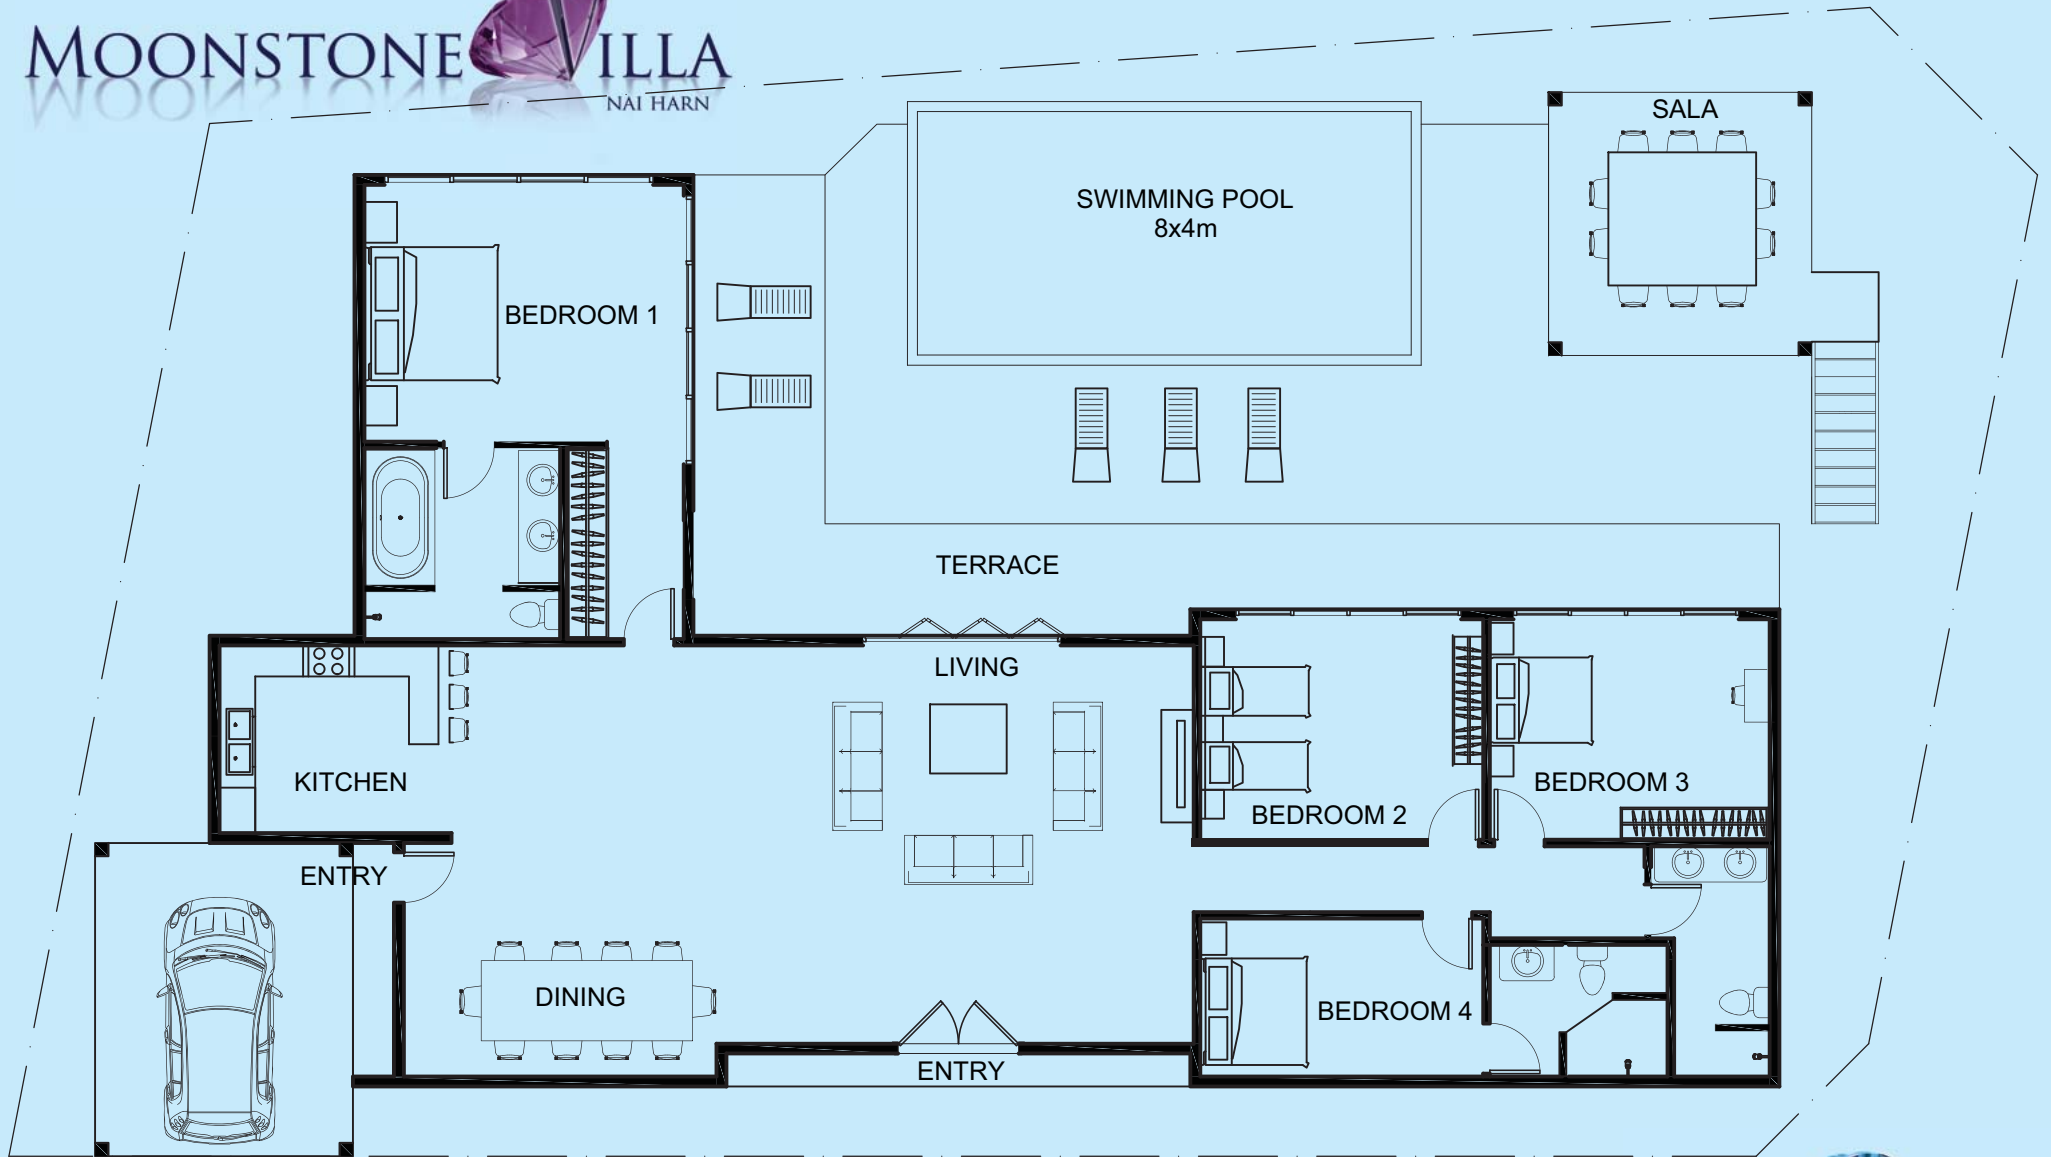 MOONSTONE VILLA
NAI HARN
SALA
SWIMMING POOL
8x4m
BEDROOM 1
TERRACE
LIVING
KITCHEN
BEDROOM 2
BEDROOM 3
ENTRY
DINING
BEDROOM 4
ENTRY